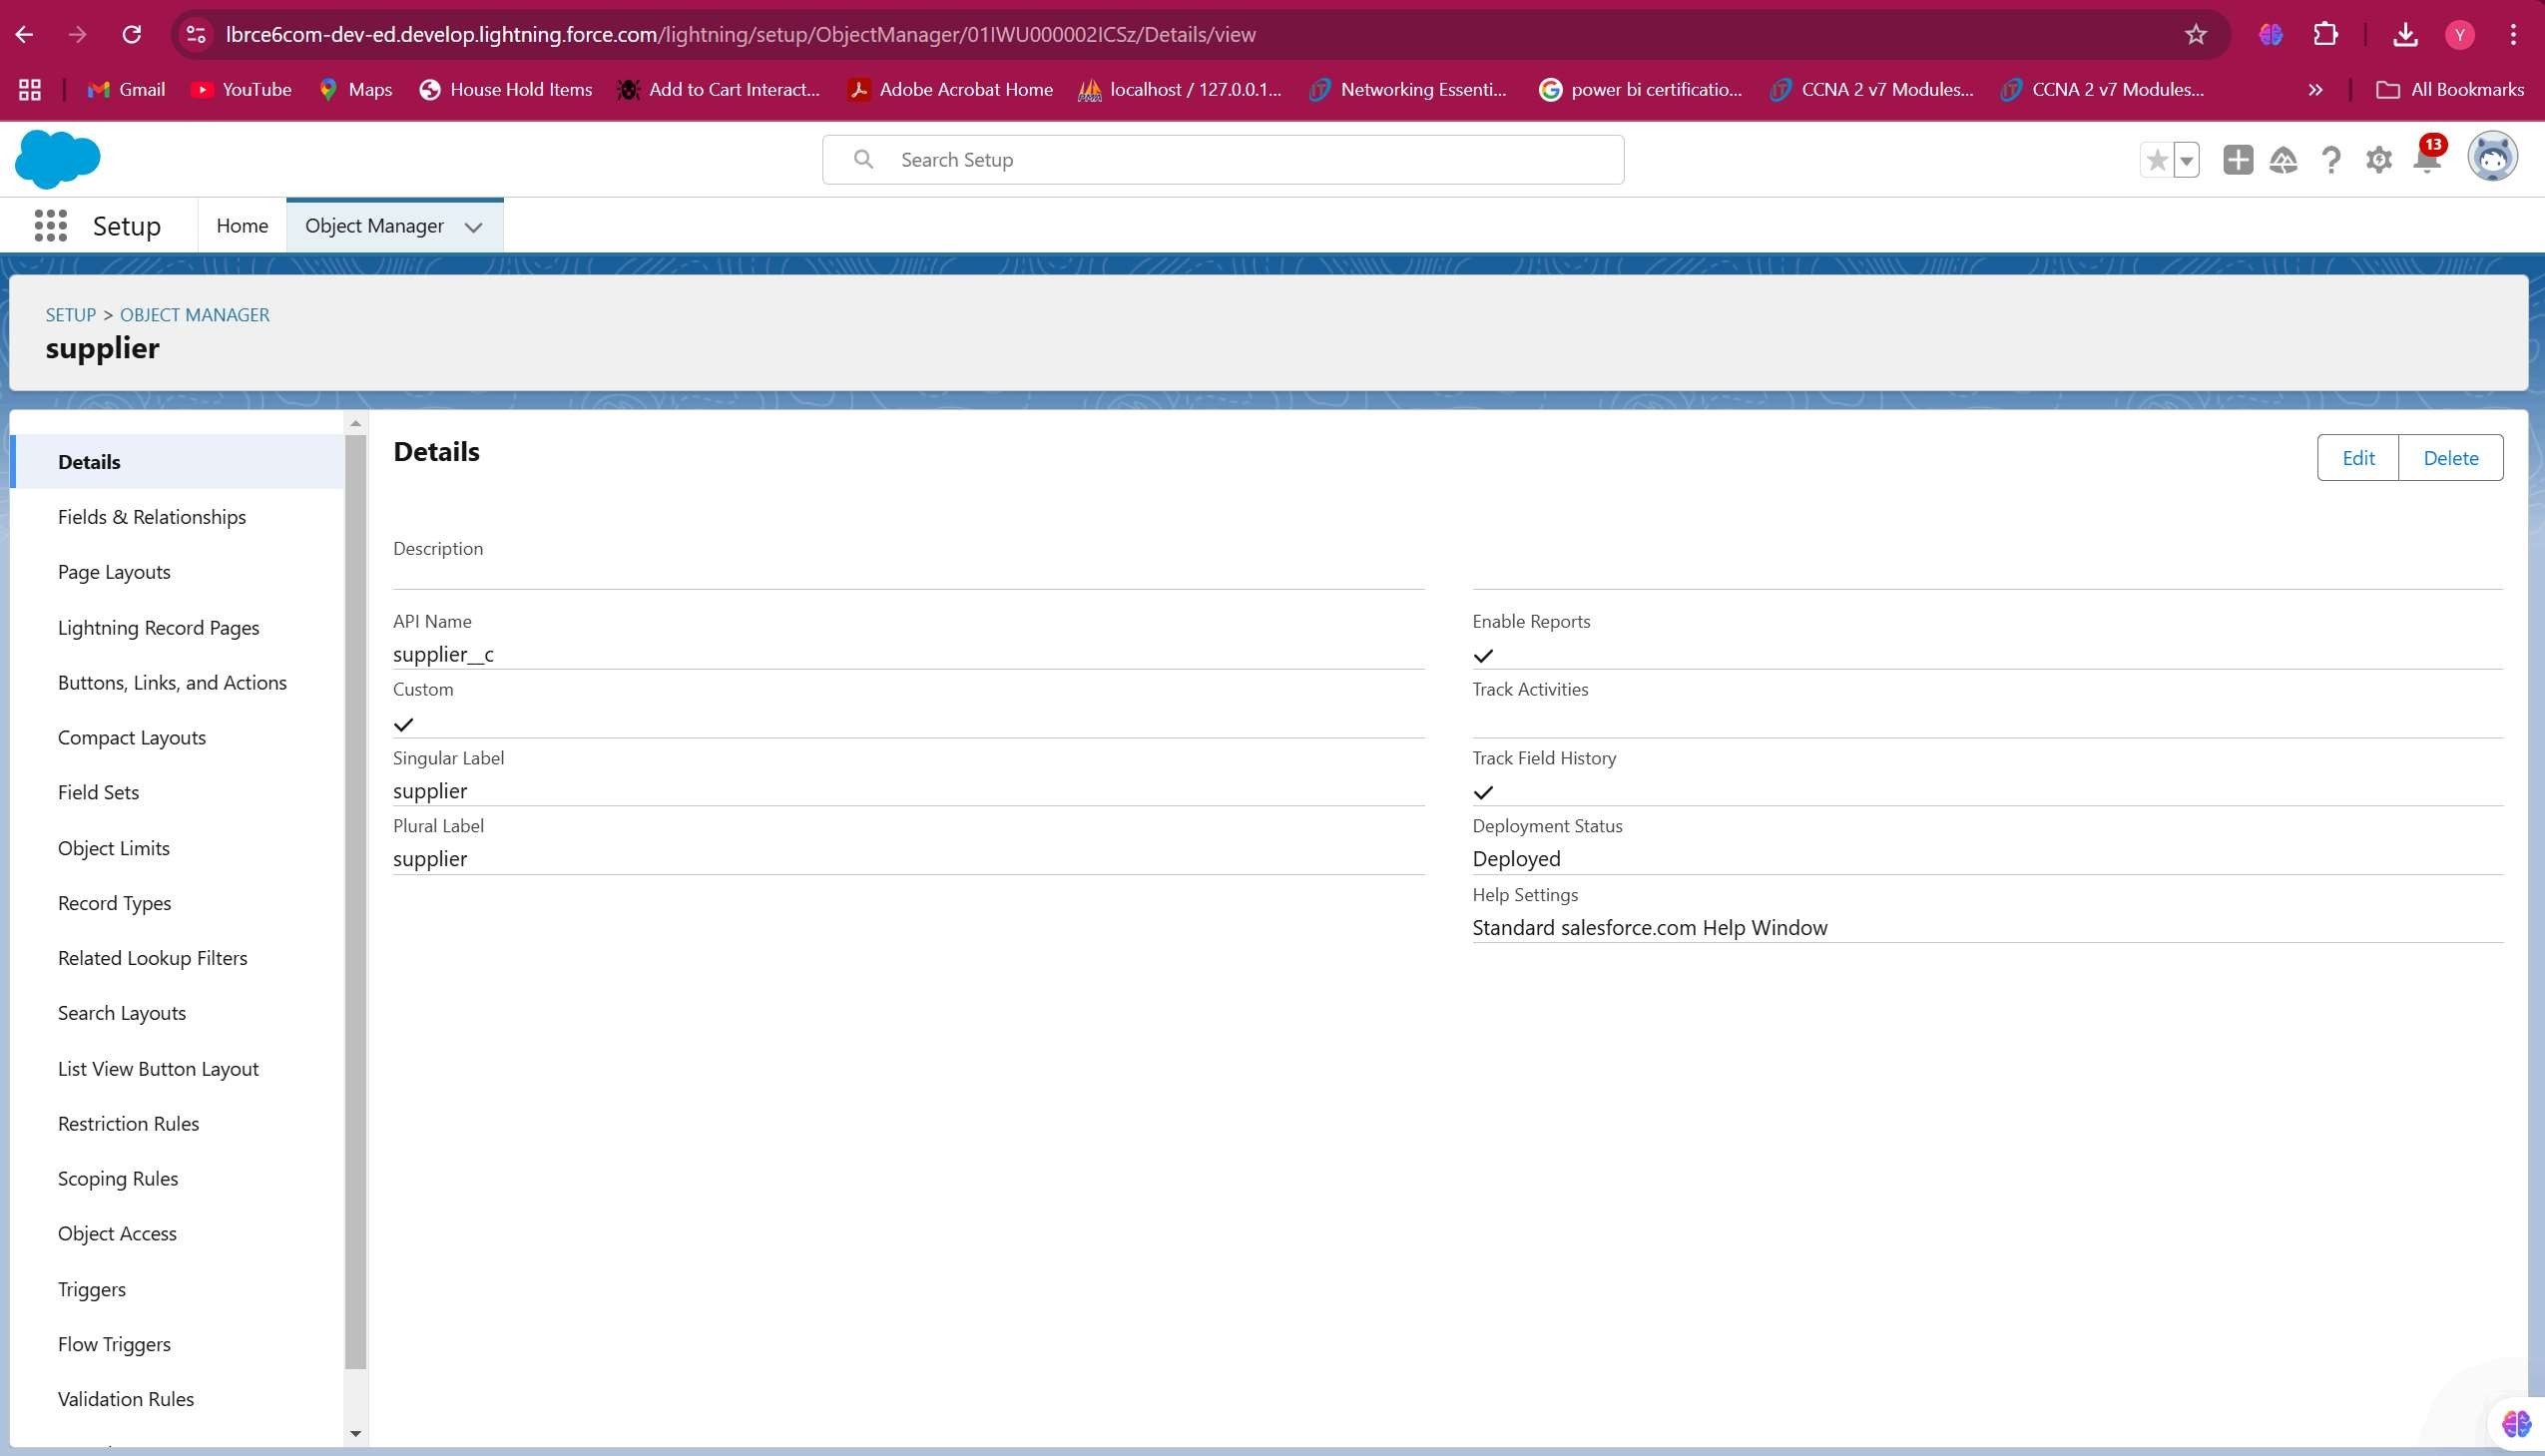 lbrce6com-dev-ed.develop.lightning.force.com/lightning/setup/ObjectManager/01IWU000002ICSz/Details/view
Y
Gmail
YouTube
Maps
House Hold Items
Add to Cart Interact...
Adobe Acrobat Home
localhost / 127.0.0.1...
Networking Essenti...
power bi certificatio...
CCNA 2 v7 Modules...
CCNA 2 v7 Modules...
All Bookmarks
Search Setup
13
Setup
Home
Object Manager
SETUP > OBJECT MANAGER
supplier
Details
Fields & Relationships
Page Layouts
Lightning Record Pages
Buttons, Links, and Actions
Compact Layouts
Field Sets
Object Limits
Record Types
Related Lookup Filters
Search Layouts
List View Button Layout
Restriction Rules
Scoping Rules
Object Access
Triggers
Flow Triggers
Validation Rules
Details
Edit
Delete
Description
API Name
supplier__c
Custom
Singular Label
supplier
Plural Label
supplier
Enable Reports
Track Activities
Track Field History
Deployment Status
Deployed
Help Settings
Standard salesforce.com Help Window